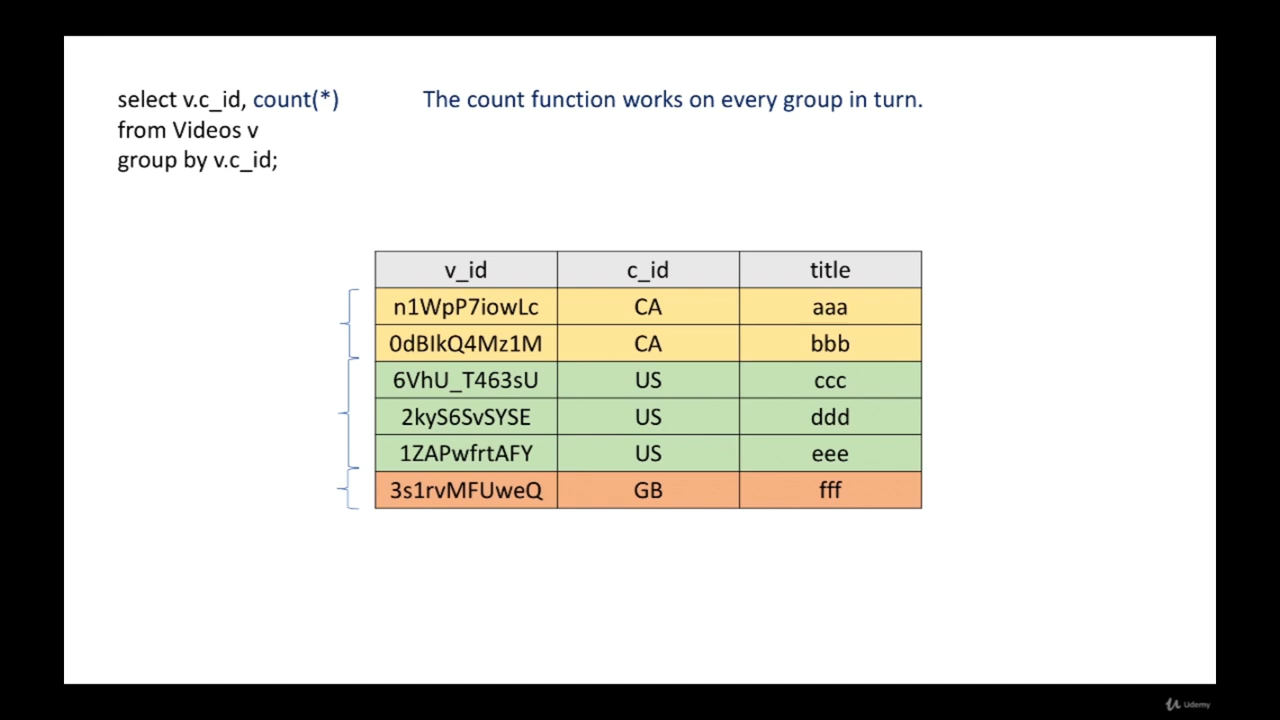 select v.c_id, count(*)
The count function works on every group in turn.
from Videos v
group by v.c_id;
v_id c_id title
n1WpP7iowLc CA aaa
0dBIkQ4Mz1M CA bbb
6VhU_T463sU US ccc
2kyS6SvSYSE US ddd
1ZAPwfrtAFY US eee
3s1rvMFUweQ GB fff
Udemy